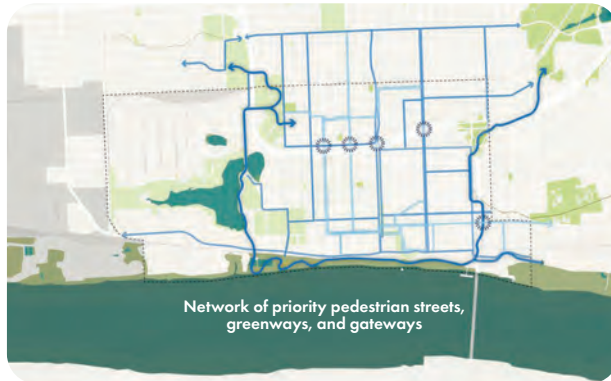 Network of priority pedestrian streets,
greenways, and gateways